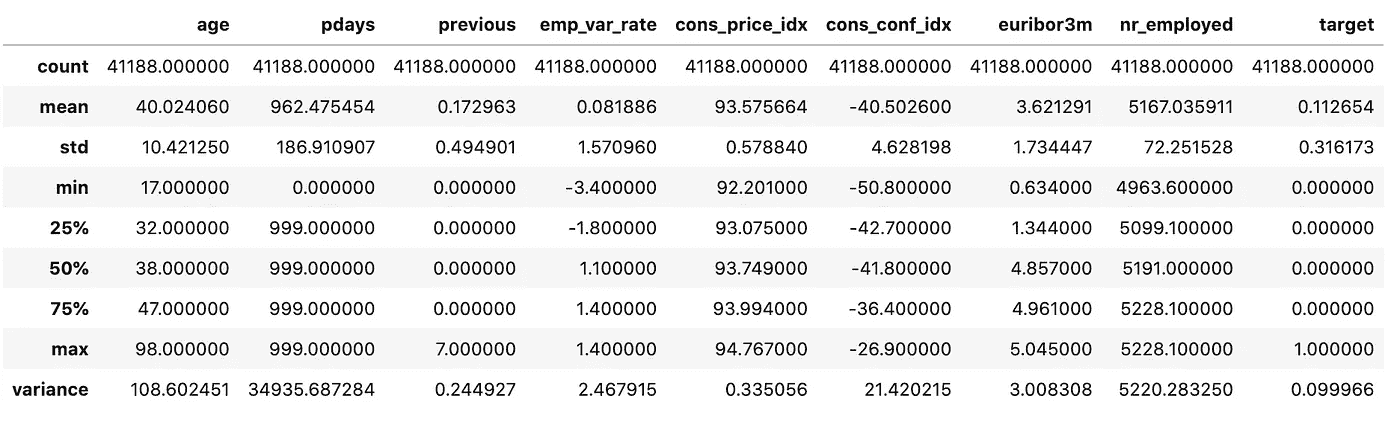 age pdays previous emp_var_rate cons_price_idx cons_conf_idx euribor3m nr_employed target
count 41188.000000 41188.000000 41188.000000 41188.000000 41188.000000 41188.000000 41188.000000 41188.000000 41188.000000
mean 40.024060 962.475454 0.172963 0.081886 93.575664 -40.502600 3.621291 5167.035911 0.112654
std 10.421250 186.910907 0.494901 1.570960 0.578840 4.628198 1.734447 72.251528 0.316173
min 17.000000 0.000000 0.000000 -3.400000 92.201000 -50.800000 0.634000 4963.600000 0.000000
25% 32.000000 999.000000 0.000000 -1.800000 93.075000 -42.700000 1.344000 5099.100000 0.000000
50% 38.000000 999.000000 0.000000 1.100000 93.749000 -41.800000 4.857000 5191.000000 0.000000
75% 47.000000 999.000000 0.000000 1.400000 93.994000 -36.400000 4.961000 5228.100000 0.000000
max 98.000000 999.000000 7.000000 1.400000 94.767000 -26.900000 5.045000 5228.100000 1.000000
variance 108.602451 34935.687284 0.244927 2.467915 0.335056 21.420215 3.008308 5220.283250 0.099966